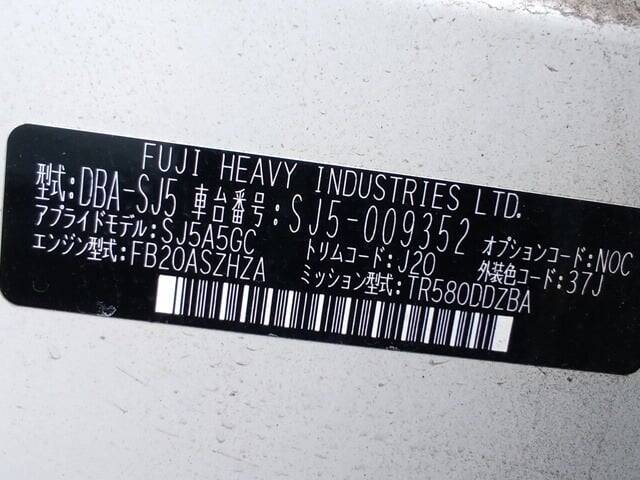 FUJI HEAVY INDUSTRIES LTD.
型式:DBA-SJ5 車台番号:SJ5-009352 オプションコード:NOC
アプライドモデル:SJ5A5GC トリムコード:J20 外装色コード:37J
エンジン型式:FB20ASZHZA ミッション型式:TR580DDZBA